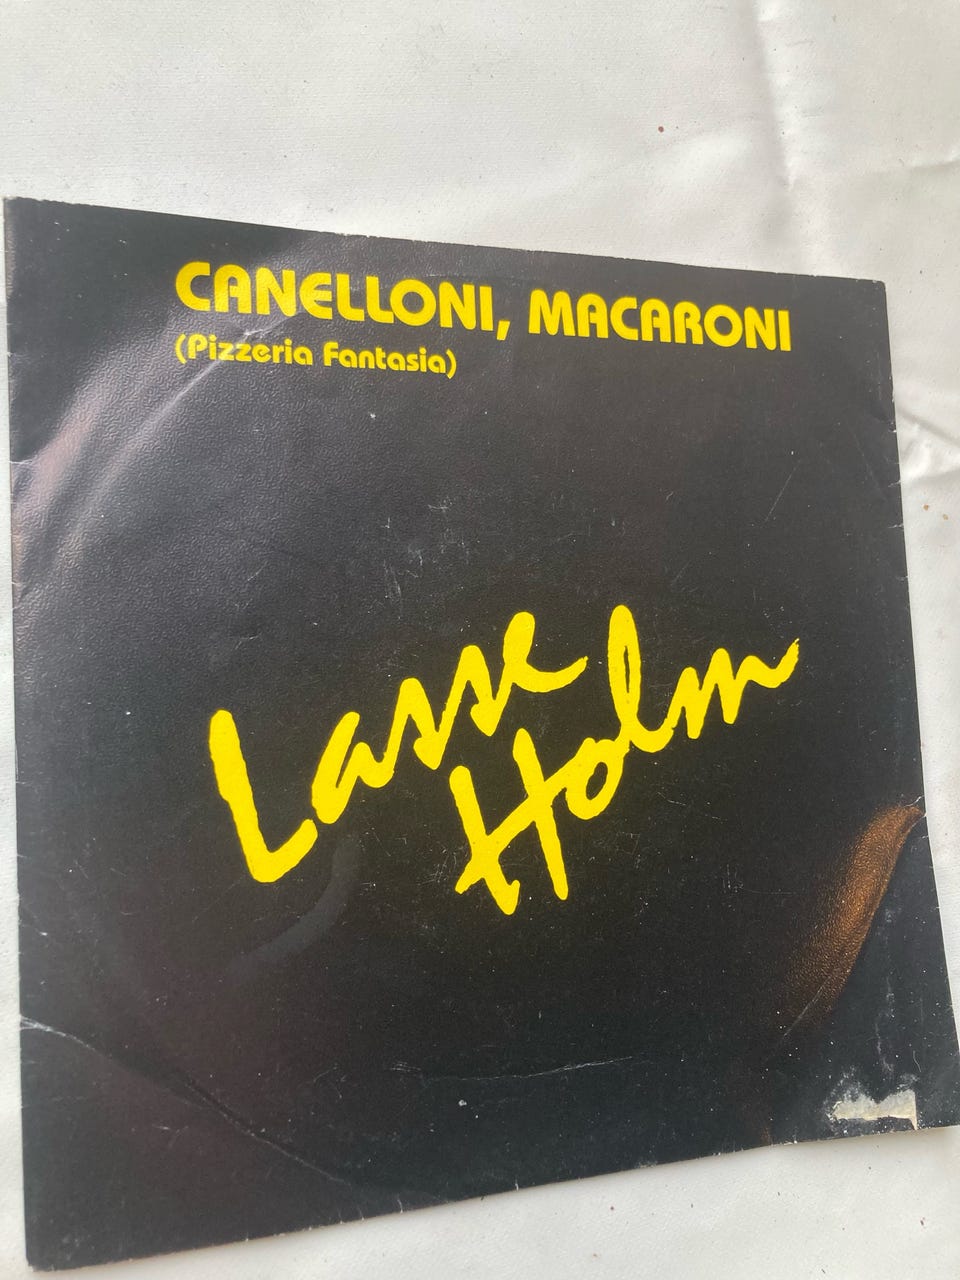 CANELLONI, MACARONI
(Pizzeria Fantasia)
Lasse
Holm